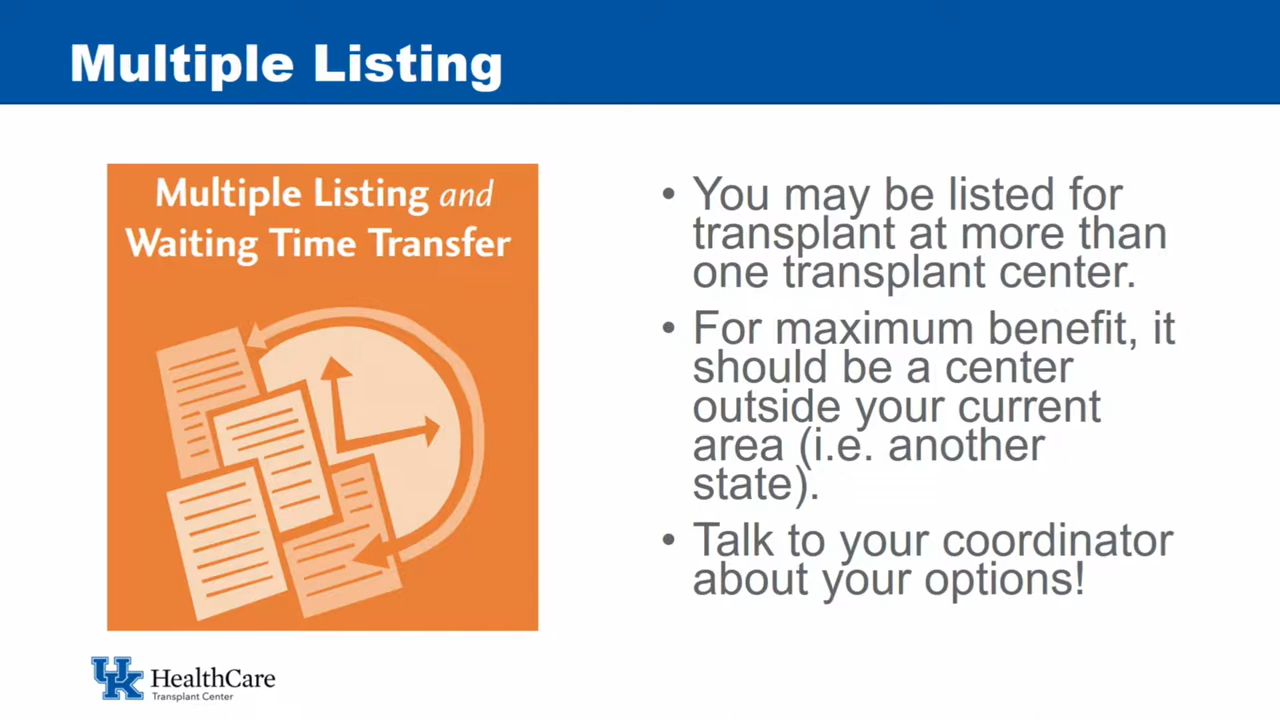 Multiple Listing
Multiple Listing and
Waiting Time Transfer
• You may be listed for
transplant at more than
one transplant center.
• For maximum benefit, it
should be a center
outside your current
area (i.e. another
state).
• Talk to your coordinator
about your options!
UK HealthCare
Transplant Center